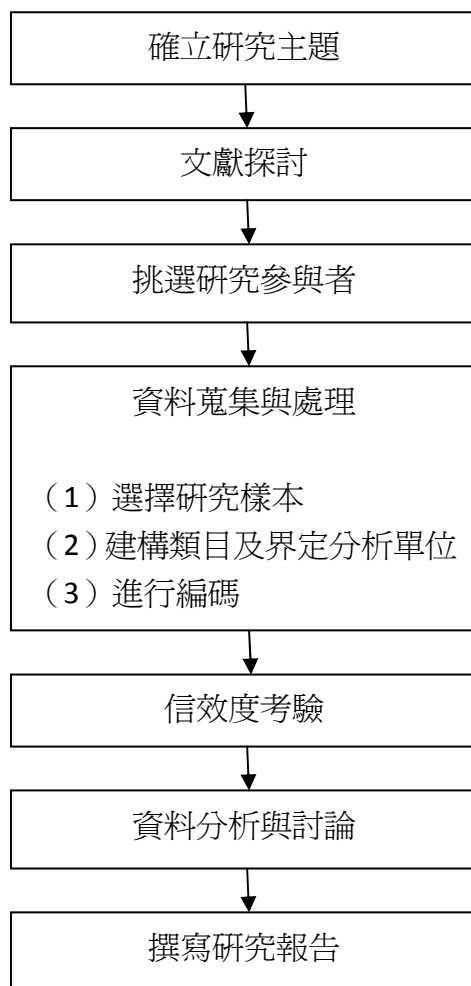 確立研究主題
文獻探討
挑選研究參與者
資料蒐集與處理
（1）選擇研究樣本
（2）建構類目及界定分析單位
（3）進行編碼
信效度考驗
資料分析與討論
撰寫研究報告